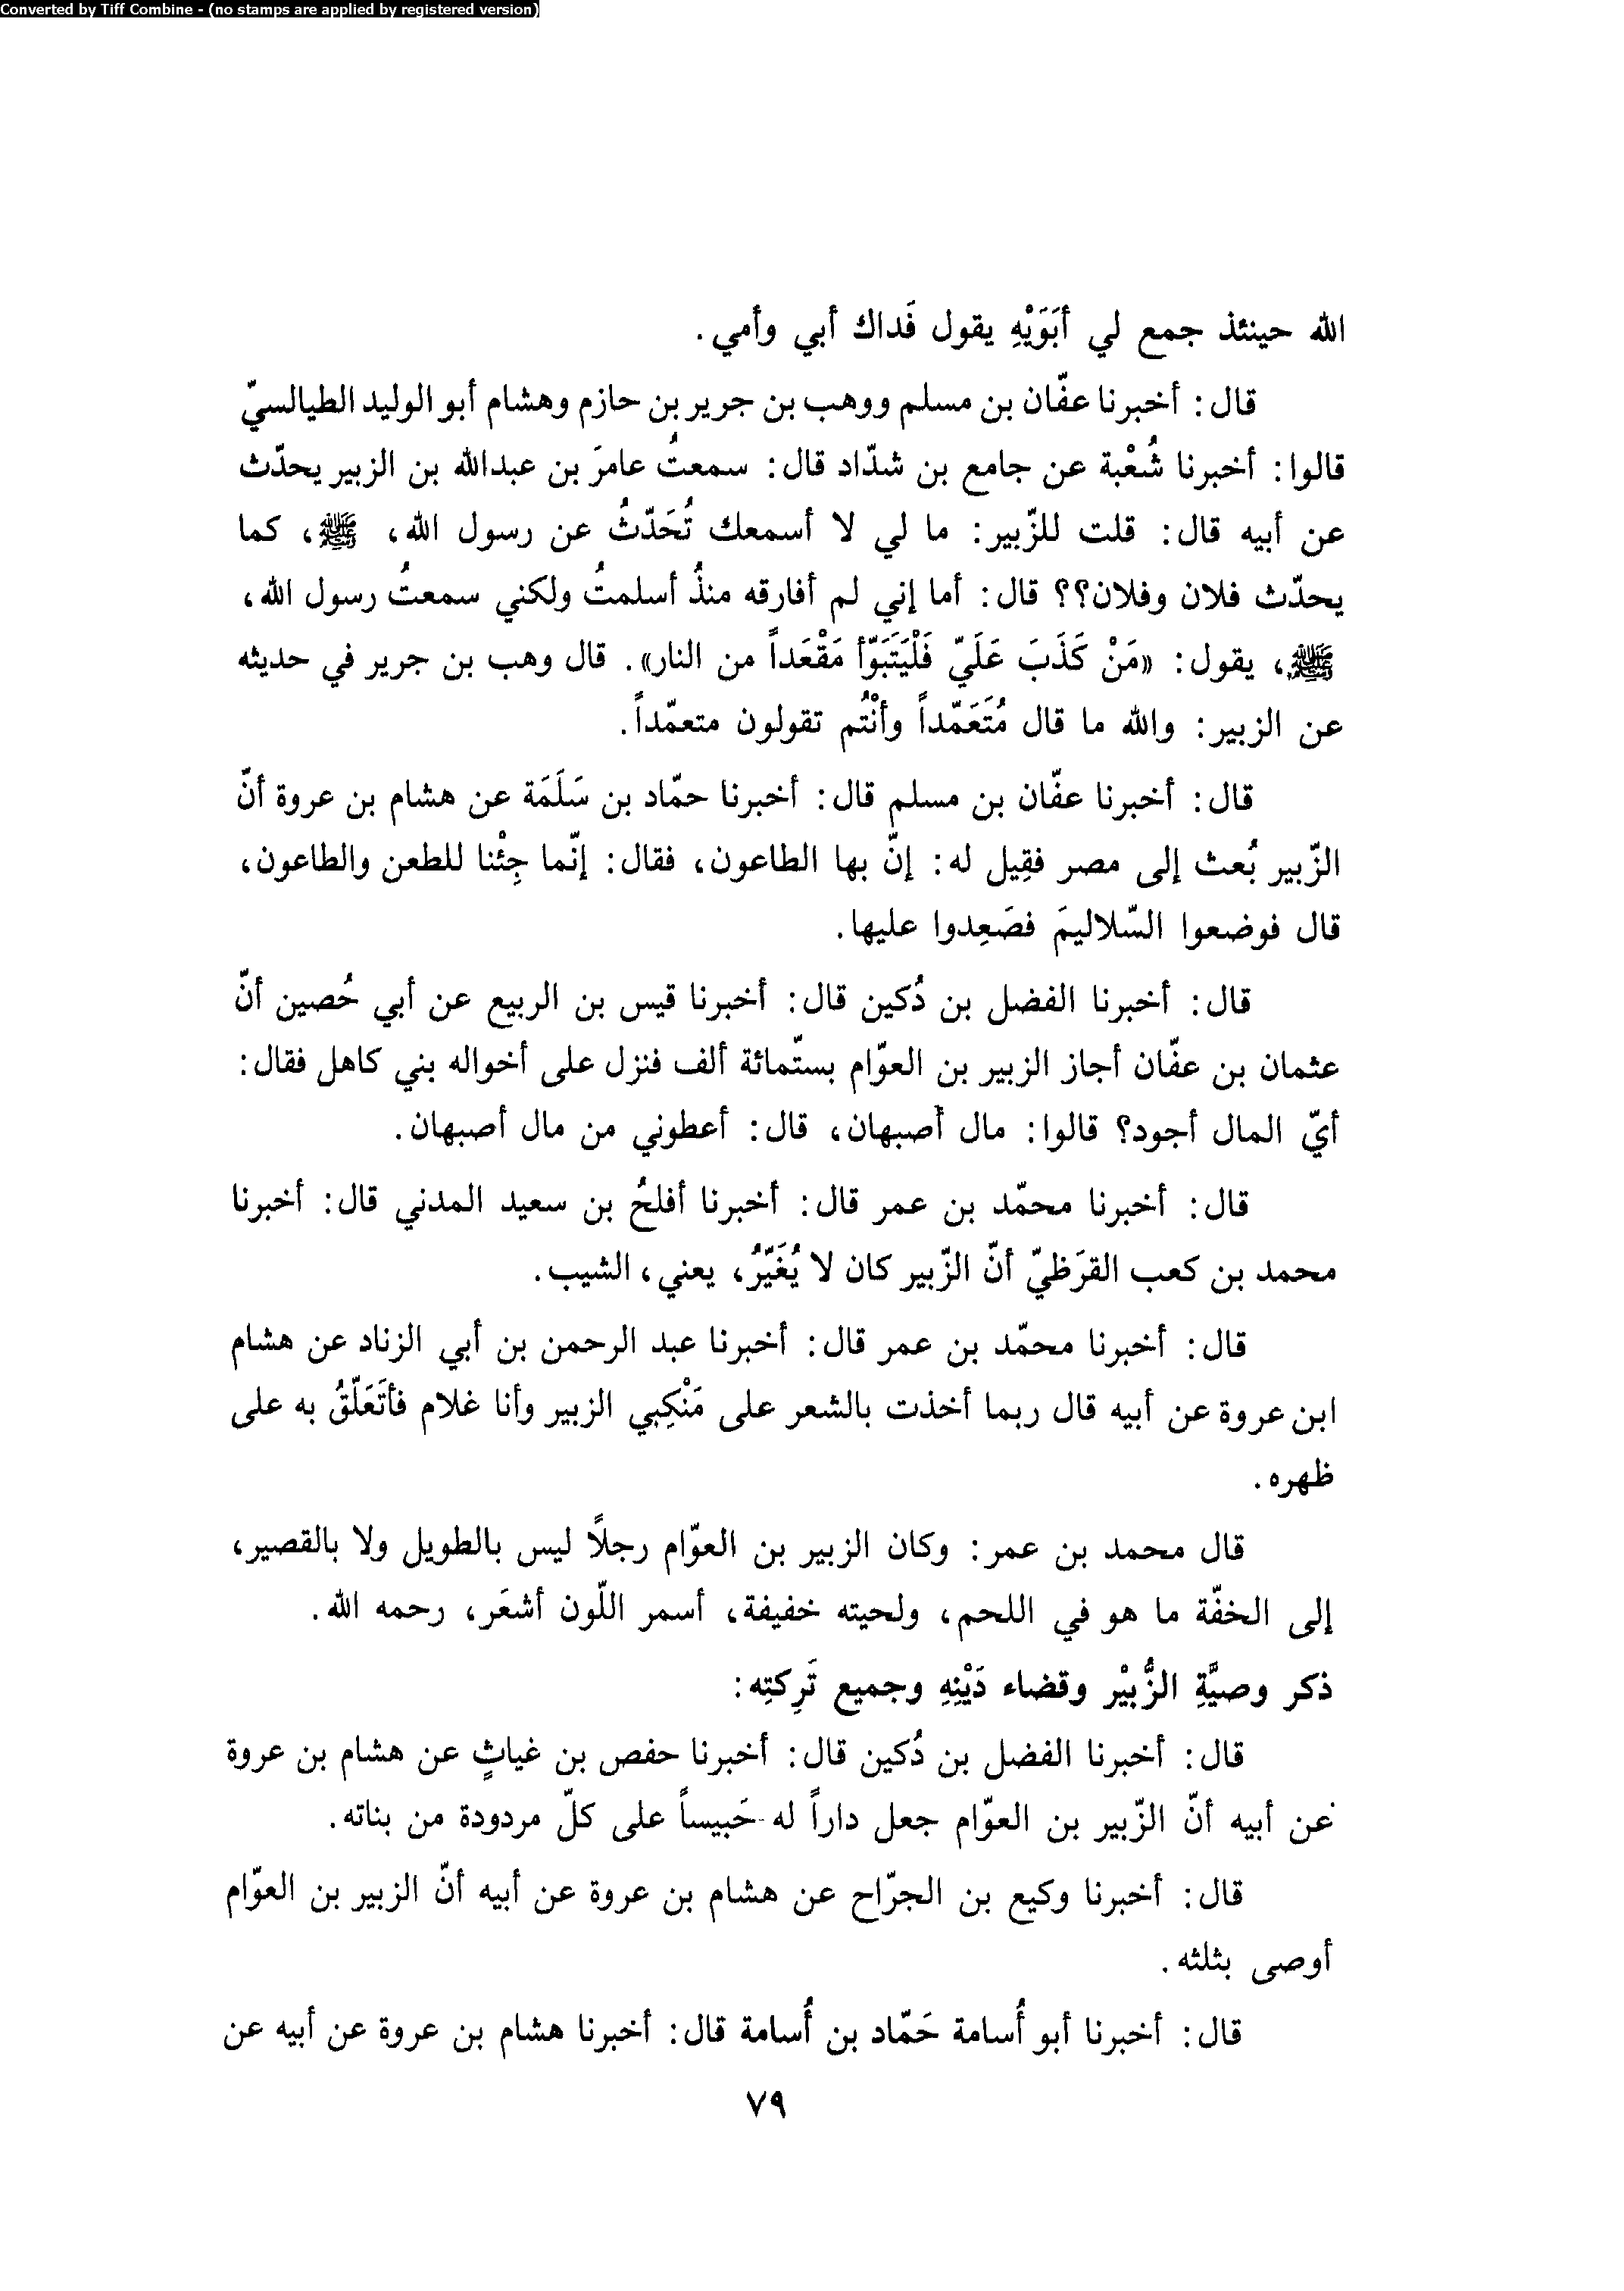 Converted by Tiff Combine - (no stamps are applied by registered version)
الله حينئذ جمع لي أبَوَيْهِ يقول فَداك أبي وأمي.
قال: أخبرنا عفّان بن مسلم ووهب بن جرير بن حازم وهشام أبو الوليد الطيالسيّ
قالوا: أخبرنا شُعْبة عن جامع بن شدّاد قال: سمعتُ عامرَ بن عبدالله بن الزبير يحدّث
عن أبيه قال: قلت للزّبير: ما لي لا أسمعك تُحَدّثُ عن رسول الله، ﷺ، كما
يحدّث فلان وفلان؟؟ قال: أما إني لم أفارقه منذُ أسلمتُ ولكني سمعتُ رسول الله،
ﷺ، يقول: «مَنْ كَذَبَ عَلَيّ فَلْيَتَبَوّأ مَقْعَداً من النار». قال وهب بن جرير في حديثه
عن الزبير: والله ما قال مُتَعَمّداً وأنْتُم تقولون متعمّداً.
قال: أخبرنا عفّان بن مسلم قال: أخبرنا حمّاد بن سَلَمَة عن هشام بن عروة أنّ
الزّبير بُعث إلى مصر فقِيل له: إنّ بها الطاعون، فقال: إنّما جِئْنا للطعن والطاعون،
قال فوضعوا السّلاليمَ فصَعِدوا عليها.
قال: أخبرنا الفضل بن دُكين قال: أخبرنا قيس بن الربيع عن أبي حُصين أنّ
عثمان بن عفّان أجاز الزبير بن العوّام بستّمائة ألف فنزل على أخواله بني كاهل فقال:
أيّ المال أجود؟ قالوا: مال أصبهان، قال: أعطوني من مال أصبهان.
قال: أخبرنا محمّد بن عمر قال: أخبرنا أفلحُ بن سعيد المدني قال: أخبرنا
محمد بن كعب القرَظيّ أنّ الزّبير كان لا يُغَيّرُ، يعني، الشيب.
قال: أخبرنا محمّد بن عمر قال: أخبرنا عبد الرحمن بن أبي الزناد عن هشام
ابن عروة عن أبيه قال ربما أخذت بالشعر على مَنْكِبي الزبير وأنا غلام فأتَعَلّقُ به على
ظهره.
قال محمد بن عمر: وكان الزبير بن العوّام رجلاً ليس بالطويل ولا بالقصير،
إلى الخفّة ما هو في اللحم، ولحيته خفيفة، أسمر اللّون أشعَر، رحمه الله.
ذكر وصيَّةِ الزُّبيْر وقضاء دَيْنِهِ وجميع تَرِكتِه:
قال: أخبرنا الفضل بن دُكين قال: أخبرنا حفص بن غياثٍ عن هشام بن عروة
عن أبيه أنّ الزّبير بن العوّام جعل داراً له حَبيساً على كلّ مردودة من بناته.
قال: أخبرنا وكيع بن الجرّاح عن هشام بن عروة عن أبيه أنّ الزبير بن العوّام
أوصى بثلثه.
قال: أخبرنا أبو أُسامة حَمّاد بن أُسامة قال: أخبرنا هشام بن عروة عن أبيه عن
٧٩